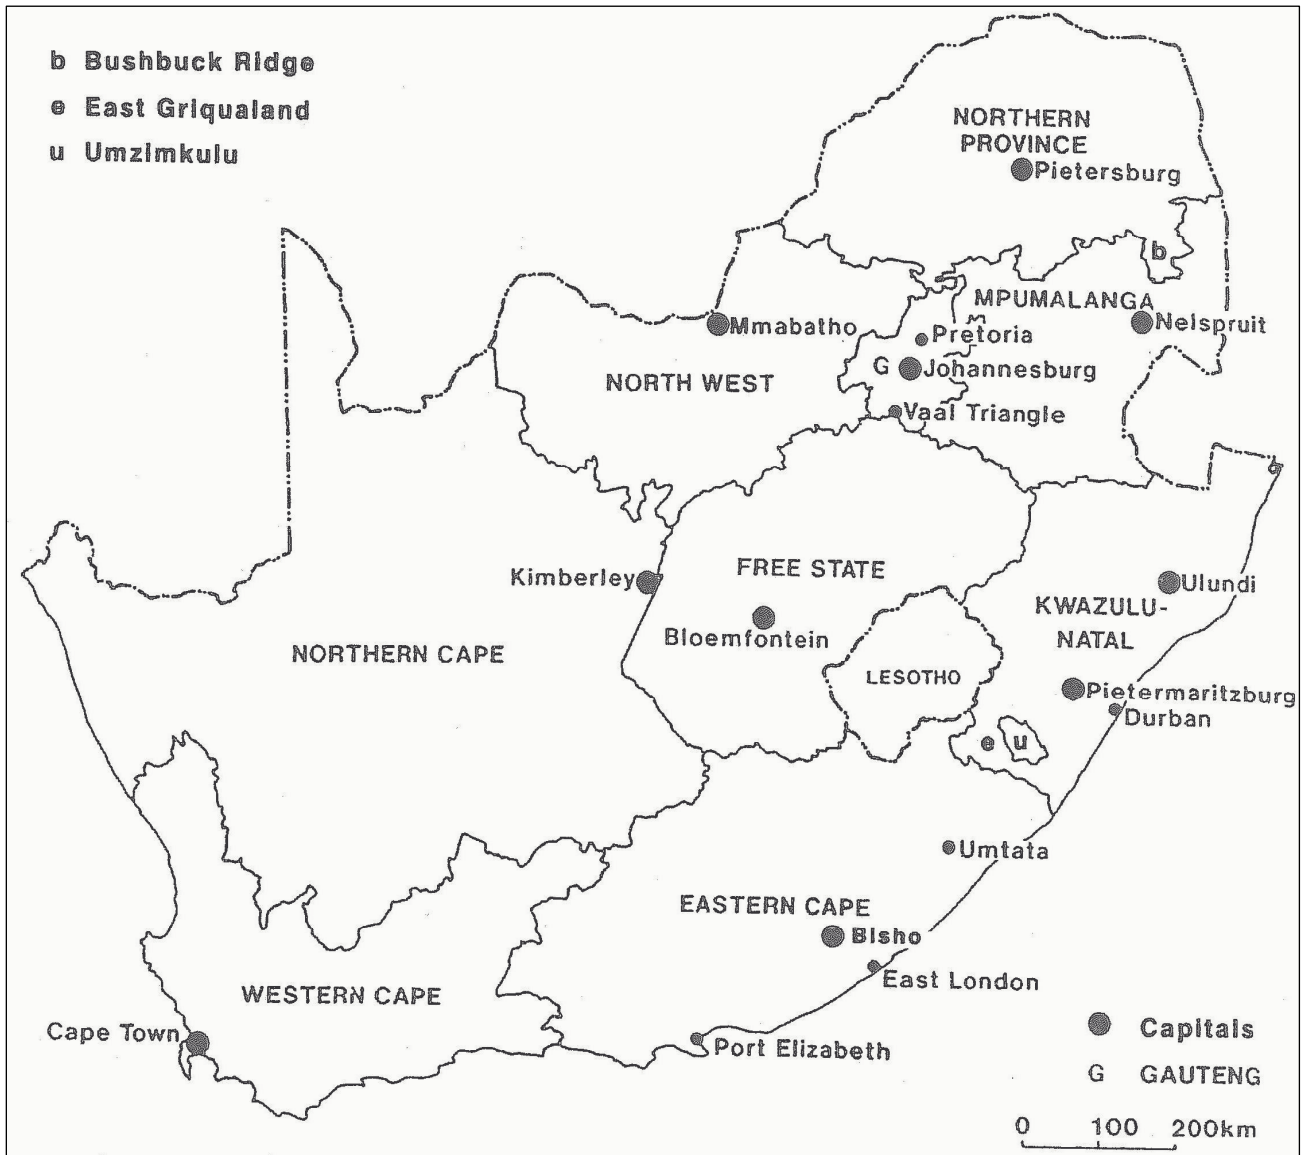 b Bushbuck Ridge
e East Griqualand
u Umzimkulu
NORTHERN
PROVINCE
Pietersburg
b
MPUMALANGA
Mmabatho
Nelspruit
Pretoria
G Johannesburg
NORTH WEST
Vaal Triangle
Kimberley
FREE STATE
Ulundi
KWAZULU-
NATAL
Bloemfontein
NORTHERN CAPE
LESOTHO
Pietermaritzburg
Durban
e u
Umtata
EASTERN CAPE
Bisho
East London
WESTERN CAPE
Cape Town
Port Elizabeth
Capitals
G GAUTENG
0 100 200km